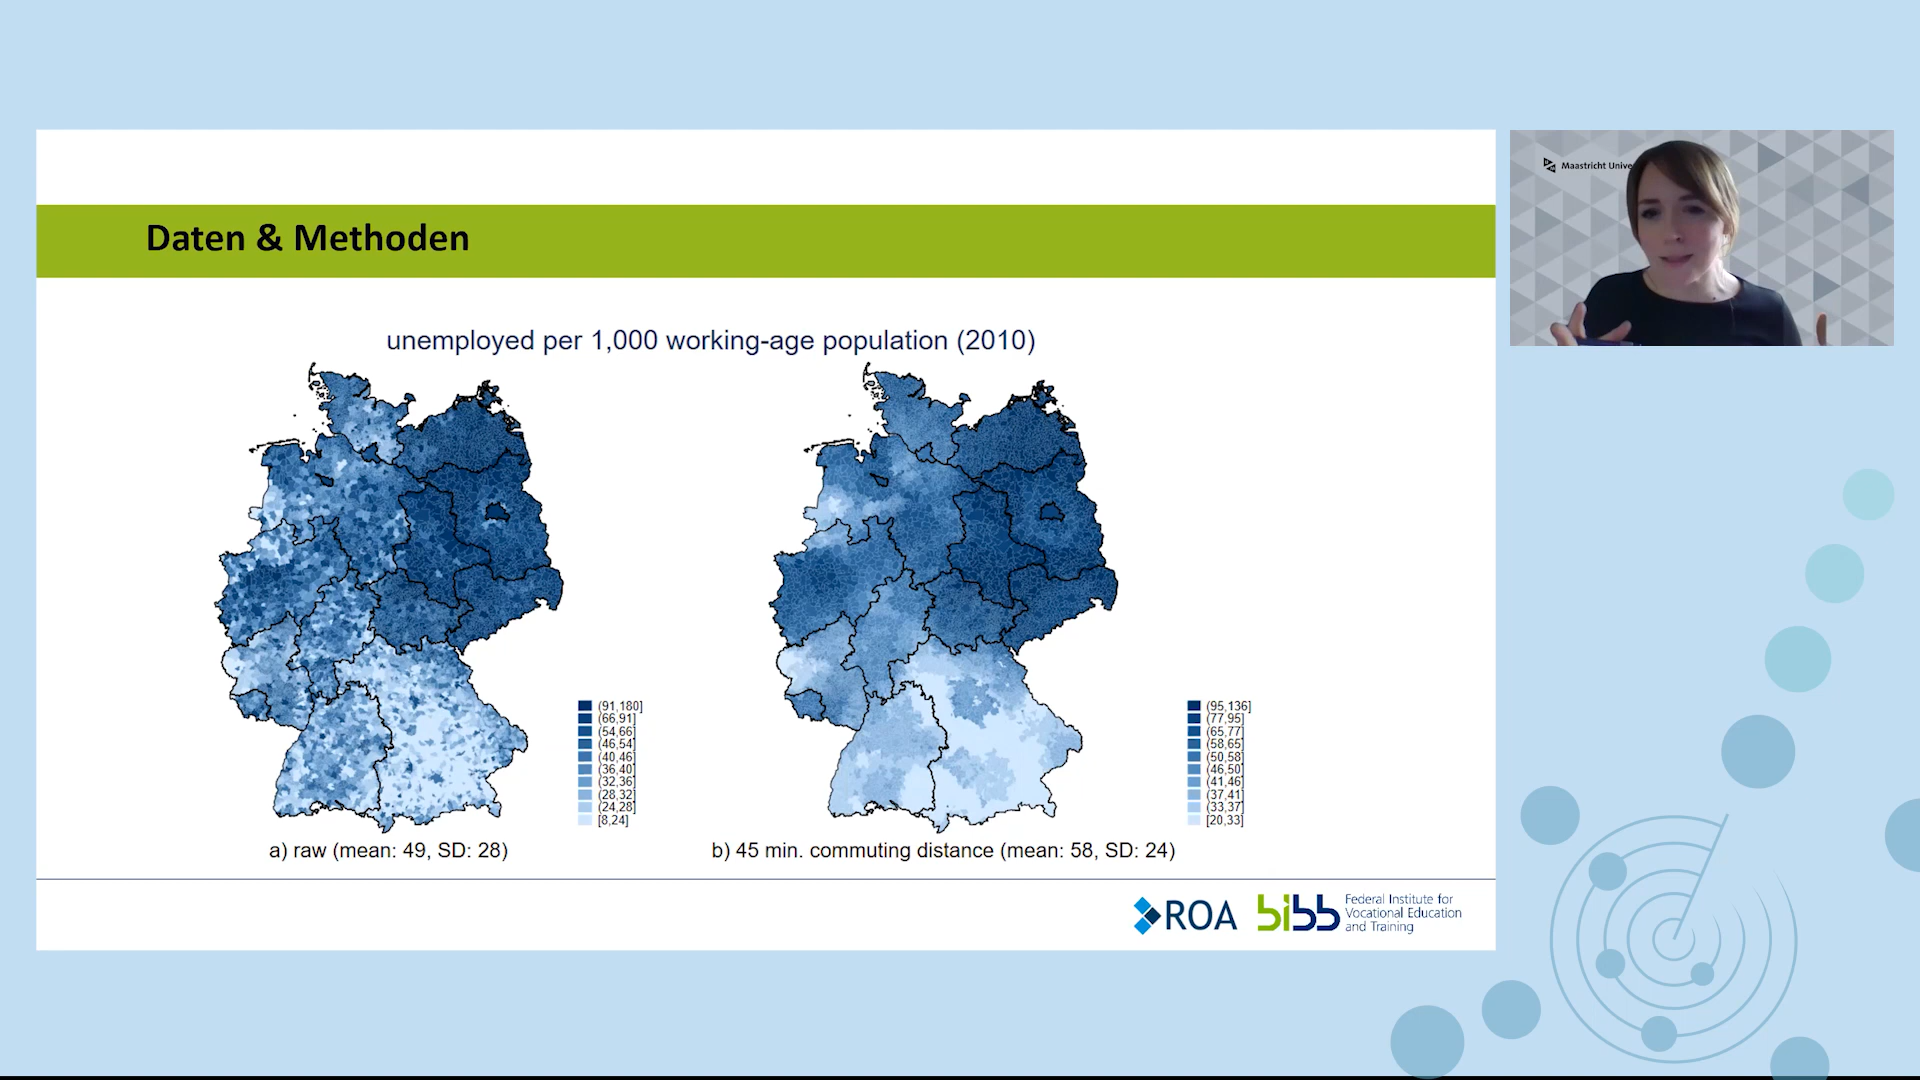 Daten & Methoden
unemployed per 1,000 working-age population (2010)
(91,180]
(66,91]
(54,66]
(46,54]
(40,46]
(36,40]
(32,36]
(28,32]
(24,28]
[8,24]
a) raw (mean: 49, SD: 28)
(95,136]
(77,95]
(65,77]
(58,65]
(50,58]
(46,50]
(41,46]
(37,41]
(33,37]
[20,33]
b) 45 min. commuting distance (mean: 58, SD: 24)
ROA
bibb
Federal Institute for
Vocational Education
and Training
Maastricht Unive